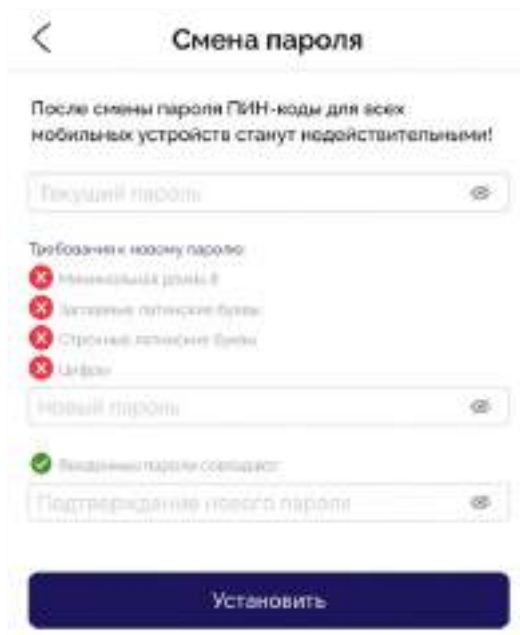 Смена пароля
После смены пароля ПИН-коды для всех
мобильных устройств станут недействительными!
Текущий пароль
Требования к новому паролю:
Минимальная длина 8
Заглавные латинские буквы
Строчные латинские буквы
Цифры
Новый пароль
Введенные пароли совпадают
Подтверждение нового пароля
Установить